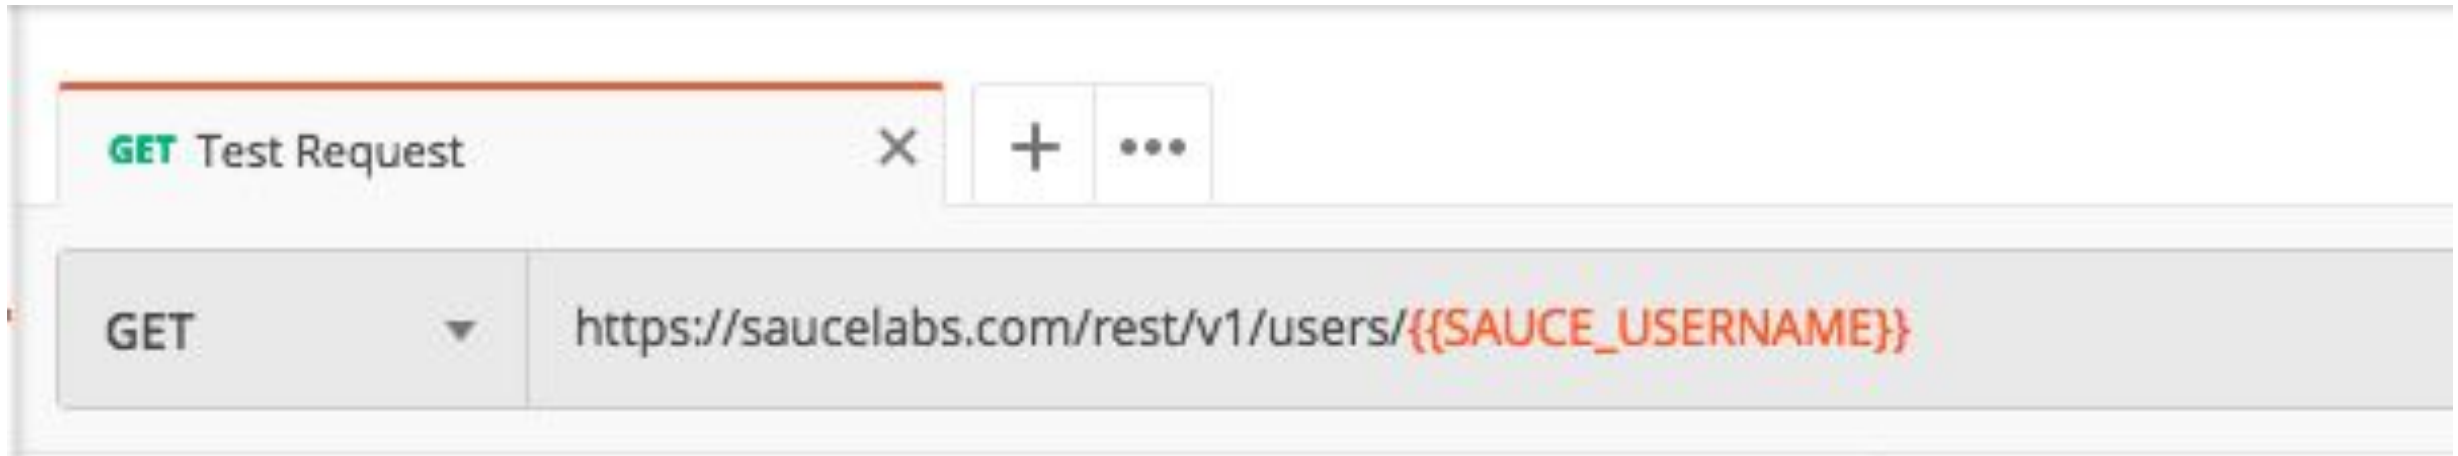 GET Test Request
GET https://saucelabs.com/rest/v1/users/{{SAUCE_USERNAME}}